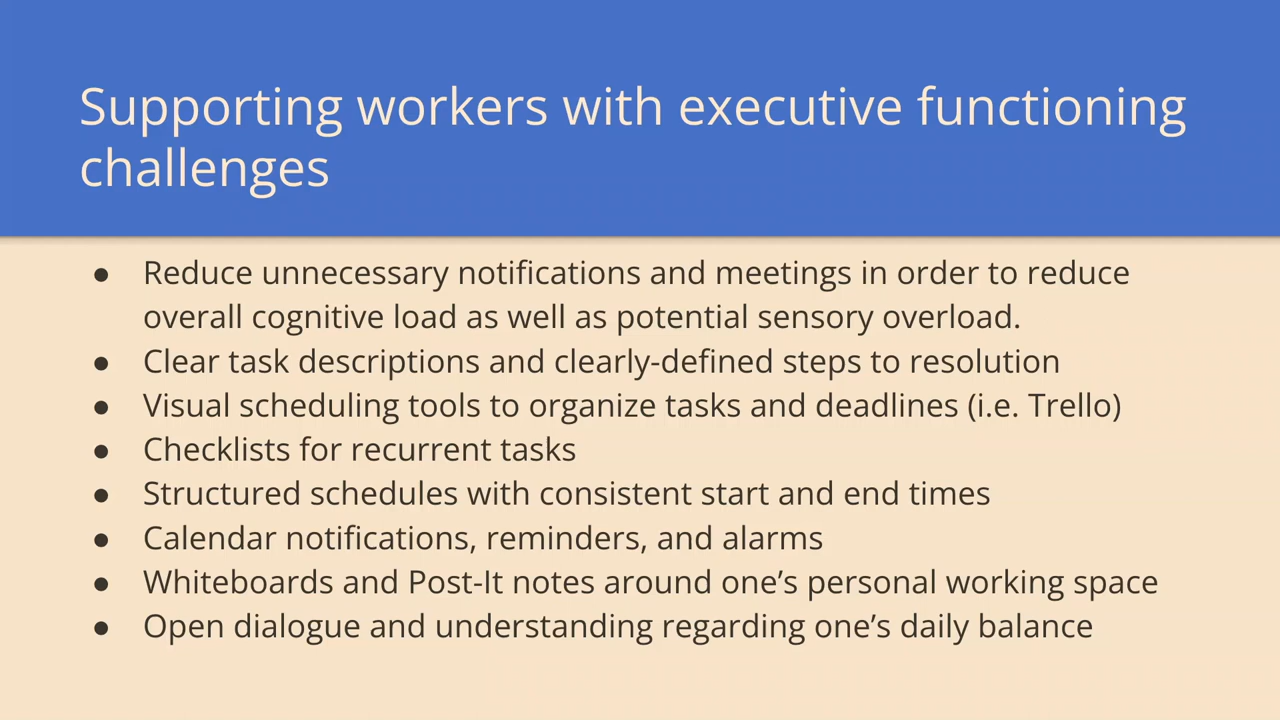 Supporting workers with executive functioning
challenges
● Reduce unnecessary notifications and meetings in order to reduce
overall cognitive load as well as potential sensory overload.
● Clear task descriptions and clearly-defined steps to resolution
● Visual scheduling tools to organize tasks and deadlines (i.e. Trello)
● Checklists for recurrent tasks
● Structured schedules with consistent start and end times
● Calendar notifications, reminders, and alarms
● Whiteboards and Post-It notes around one’s personal working space
● Open dialogue and understanding regarding one’s daily balance